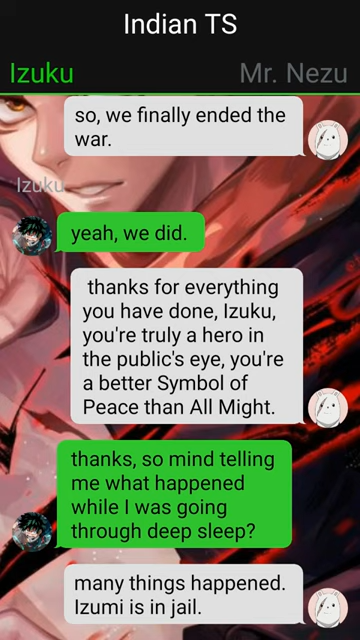 Indian TS
Izuku
Mr. Nezu
so, we finally ended the
war.
Izuku
yeah, we did.
thanks for everything
you have done, Izuku,
you're truly a hero in
the public's eye, you're
a better Symbol of
Peace than All Might.
thanks, so mind telling
me what happened
while I was going
through deep sleep?
many things happened.
Izumi is in jail.